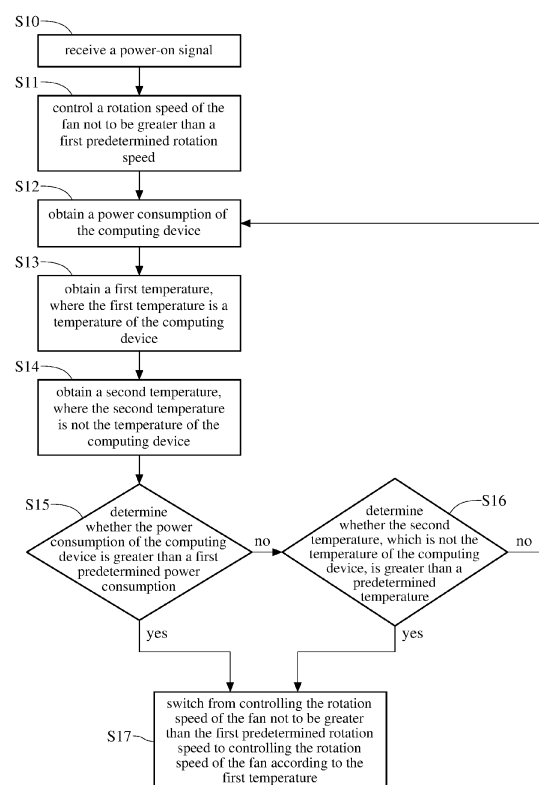 S10
receive a power-on signal
S11
control a rotation speed of the
fan not to be greater than a
first predetermined rotation
speed
S12
obtain a power consumption of
the computing device
S13
obtain a first temperature,
where the first temperature is a
temperature of the computing
device
S14
obtain a second temperature,
where the second temperature
is not the temperature of the
computing device
S15
determine
whether the power
consumption of the computing
device is greater than a first
predetermined power
consumption
no
yes
S16
determine
whether the second
temperature, which is not the
temperature of the computing
device, is greater than a
predetermined
temperature
no
yes
S17
switch from controlling the rotation
speed of the fan not to be greater
than the first predetermined rotation
speed to controlling the rotation
speed of the fan according to the
first temperature